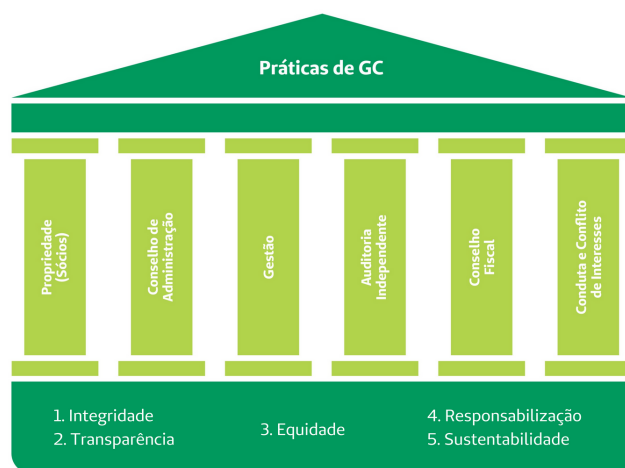 Práticas de GC
Propriedade
(Sócios)
Conselho de
Administração
Gestão
Auditoria
Independente
Conselho
Fiscal
Conduta e Conflito
de Interesses
1. Integridade
2. Transparência
3. Equidade
4. Responsabilização
5. Sustentabilidade